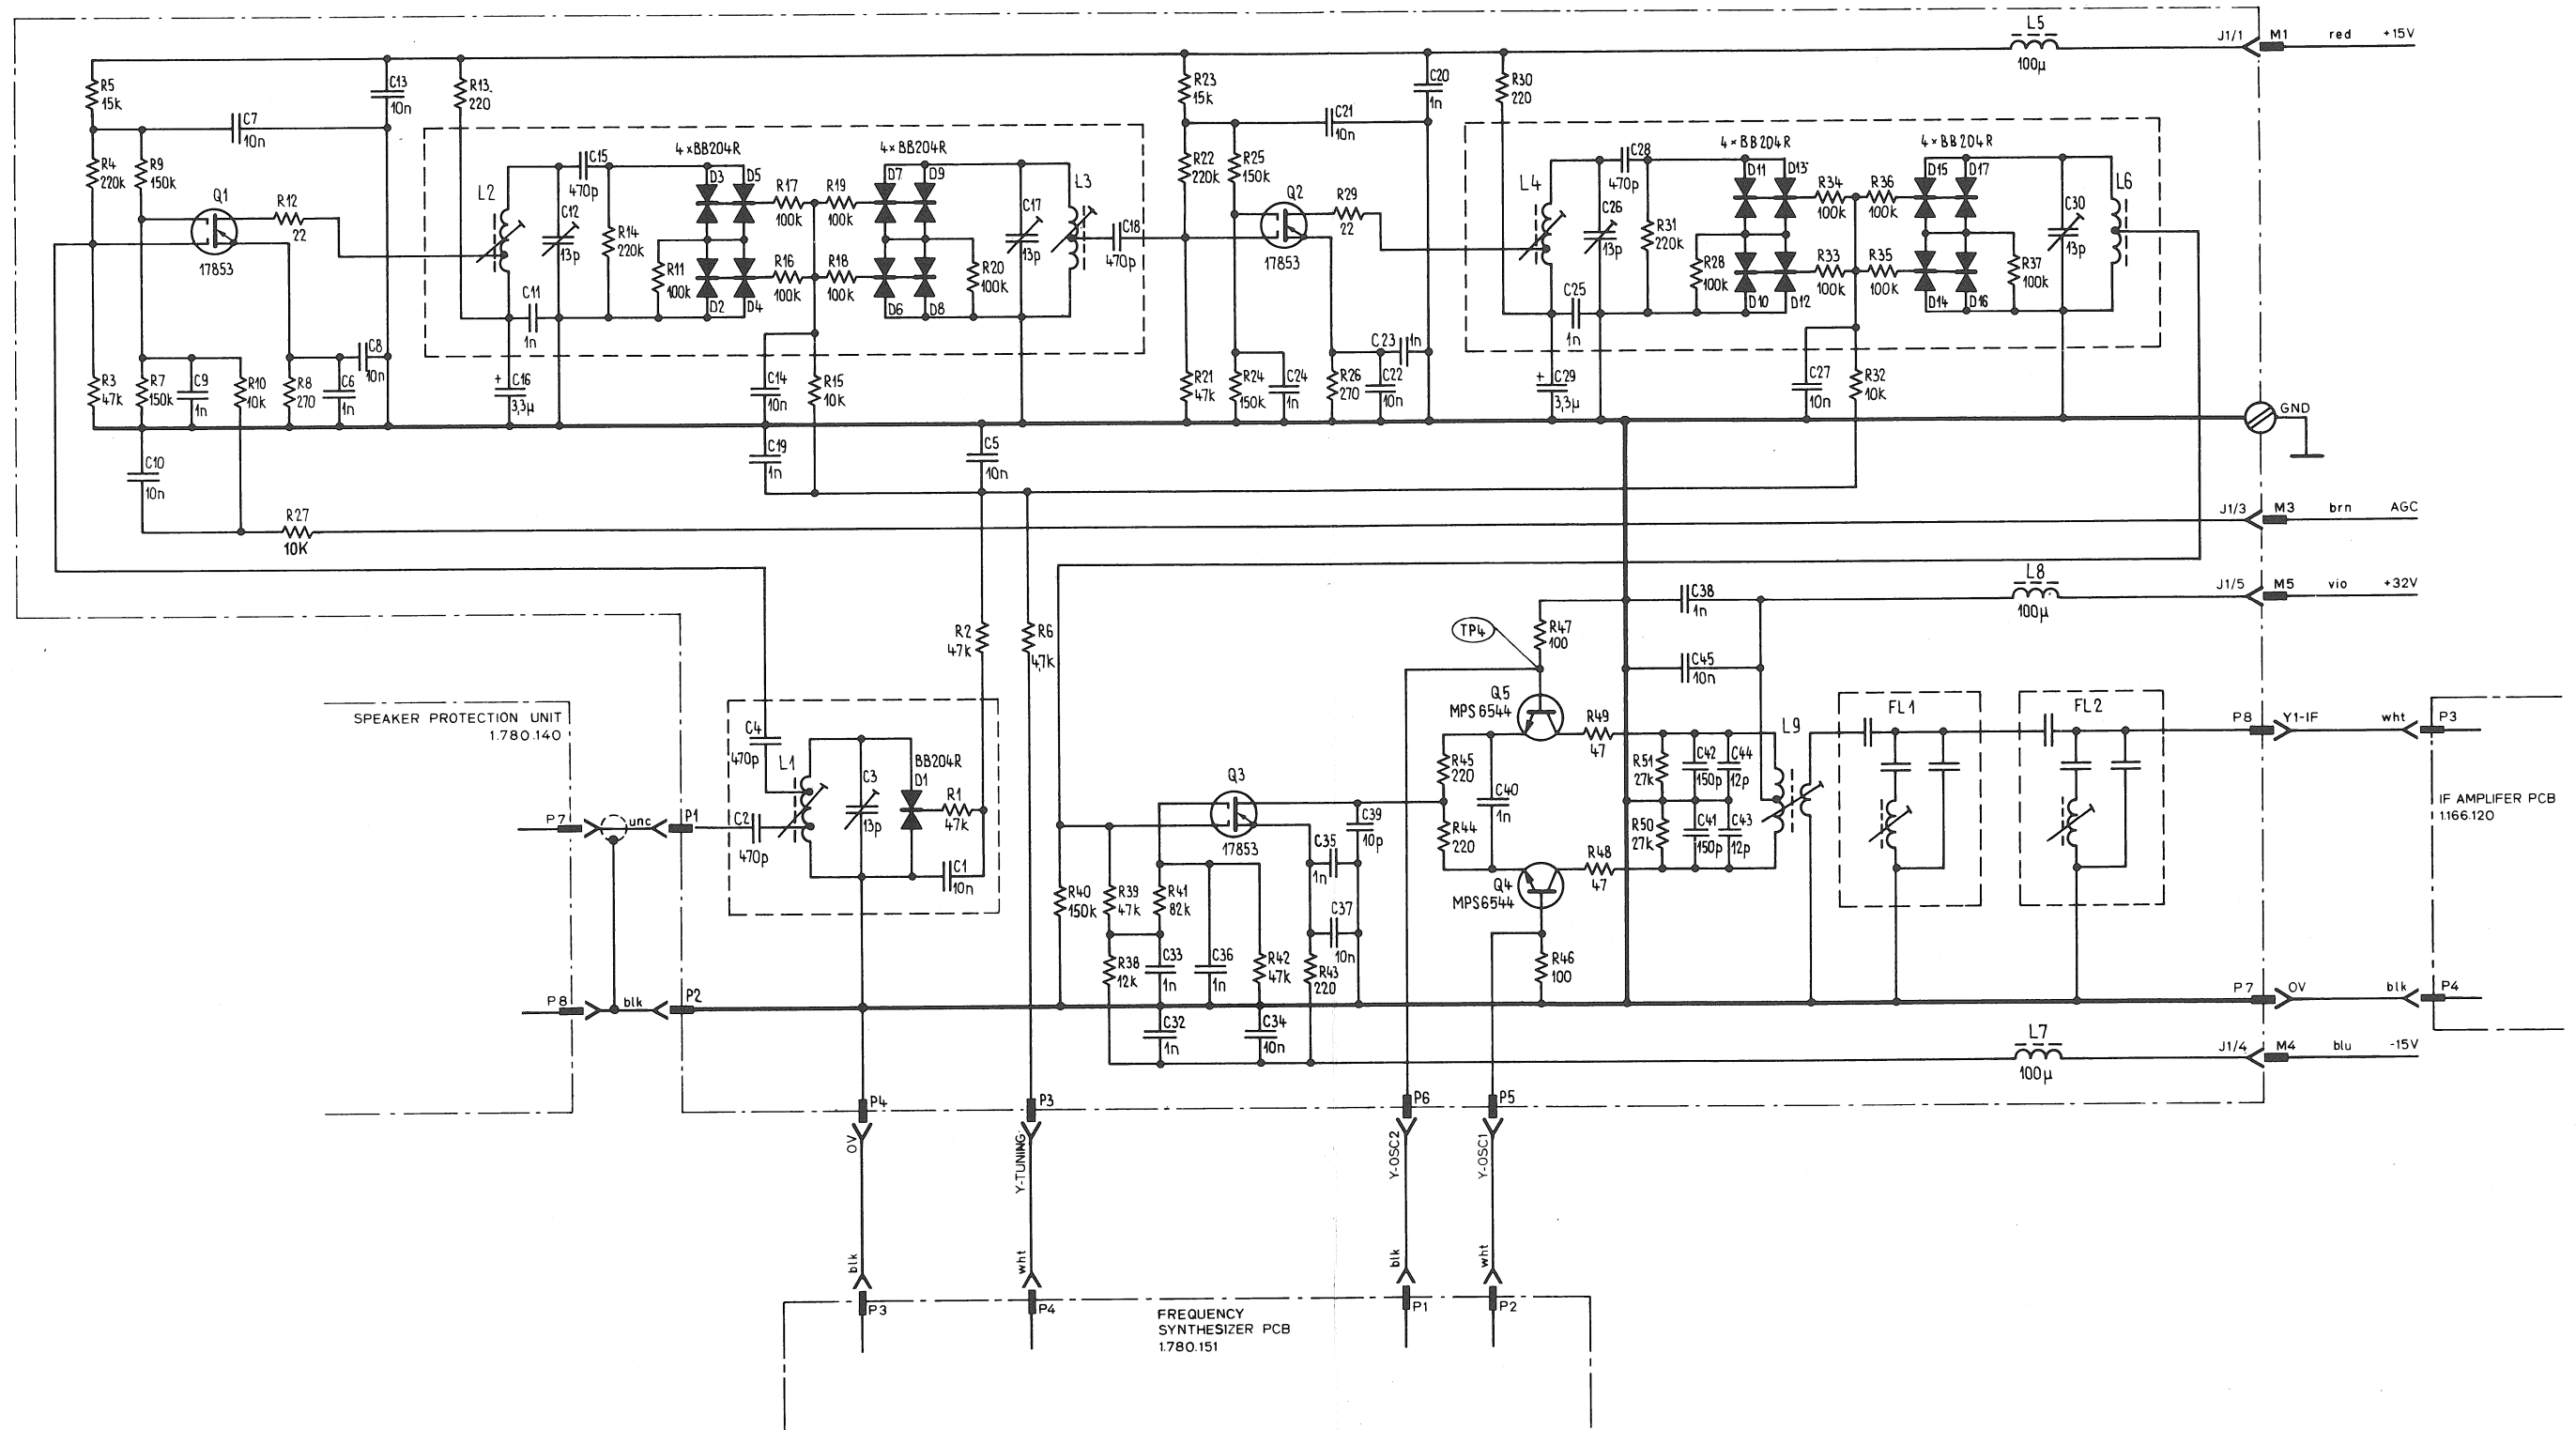 L5
100µ
J1/1 M1 red +15V
R5
15k
C13
10n
R13
220
R23
15k
C20
1n
R30
220
C7
10n
C21
10n
R4
220k
R9
150k
Q1
17853
R12
22
L2
C15
470p
C12
13p
R14
220k
R11
100k
4xBB204R
D3
D5
D2
D4
R17
100k
R19
100k
R16
100k
R18
100k
4xBB204R
D7
D9
D6
D8
R20
100k
C17
13p
L3
C18
470p
C11
1n
R22
220k
R25
150k
Q2
17853
R29
22
L4
C28
470p
C26
13p
R31
220k
R28
100k
4xBB204R
D11
D13
D10
D12
R34
100k
R36
100k
R33
100k
R35
100k
4xBB204R
D15
D17
D14
D16
R37
100k
C30
13p
L6
C25
1n
R3
47k
R7
150k
C9
1n
R10
10k
R8
270
C6
1n
C8
10n
+
C16
3,3µ
C14
10n
R15
10k
R21
47k
R24
150k
C24
1n
R26
270
C22
10n
C23
1n
+
C29
3,3µ
C27
10n
R32
10k
GND
C10
10n
C19
1n
C5
10n
R27
10K
J1/3 M3 brn AGC
L8
100µ
J1/5 M5 vio +32V
R2
47k
R6
4,7k
TP4
R47
100
C38
1n
C45
10n
SPEAKER PROTECTION UNIT
1.780.140
P7
unc
P1
P8
blk
P2
C4
470p
L1
C2
470p
C3
13p
BB204R
D1
R1
47k
C1
10n
Q3
17853
R40
150k
R39
47k
R41
82k
R38
12k
C33
1n
C36
1n
R42
47k
R43
220
C35
1n
C39
10p
C37
10n
C32
1n
C34
10n
Q5
MPS6544
R45
220
C40
1n
R44
220
Q4
MPS6544
R49
47
R48
47
R46
100
R51
27k
C42
150p
C44
12p
R50
27k
C41
150p
C43
12p
L9
FL1
FL2
P8 Y1-IF wht P3
IF AMPLIFER PCB
1.166.120
P7 OV blk P4
L7
100µ
J1/4 M4 blu -15V
P4
P3
P6
P5
OV
Y-TUNING
Y-OSC2
Y-OSC1
blk
wht
blk
wht
P3
P4
P1
P2
FREQUENCY
SYNTHESIZER PCB
1.780.151